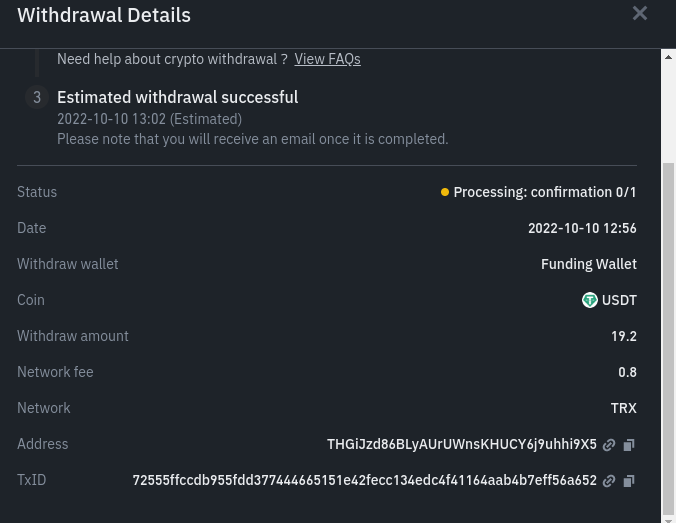 Withdrawal Details
Need help about crypto withdrawal ? View FAQs
3 Estimated withdrawal successful
2022-10-10 13:02 (Estimated)
Please note that you will receive an email once it is completed.
Status Processing: confirmation 0/1
Date 2022-10-10 12:56
Withdraw wallet Funding Wallet
Coin USDT
Withdraw amount 19.2
Network fee 0.8
Network TRX
Address THGiJzd86BLyAUrUWnsKHUCY6j9uhhi9X5
TxID 72555ffccdb955fdd377444665151e42fecc134edc4f41164aab4b7eff56a652